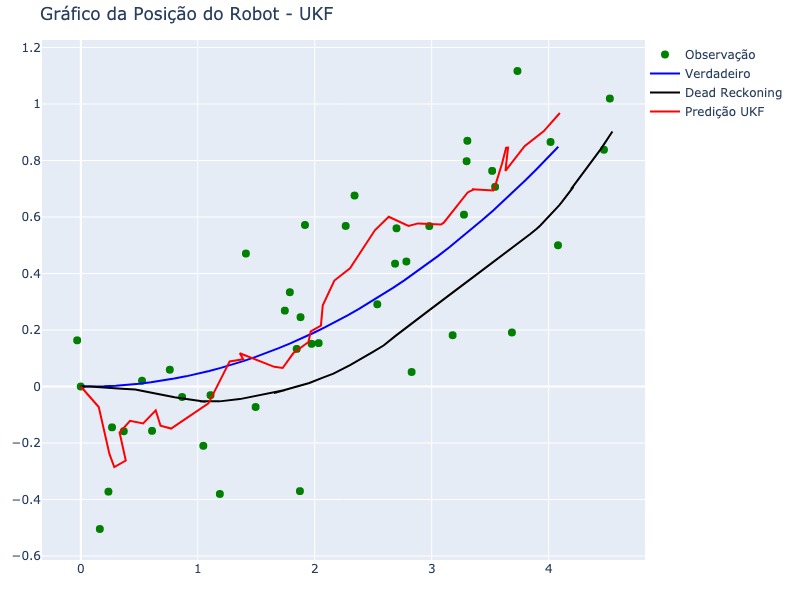 Gráfico da Posição do Robot - UKF
Observação
Verdadeiro
Dead Reckoning
Predição UKF
1.2
1
0.8
0.6
0.4
0.2
0
−0.2
−0.4
−0.6
0 1 2 3 4